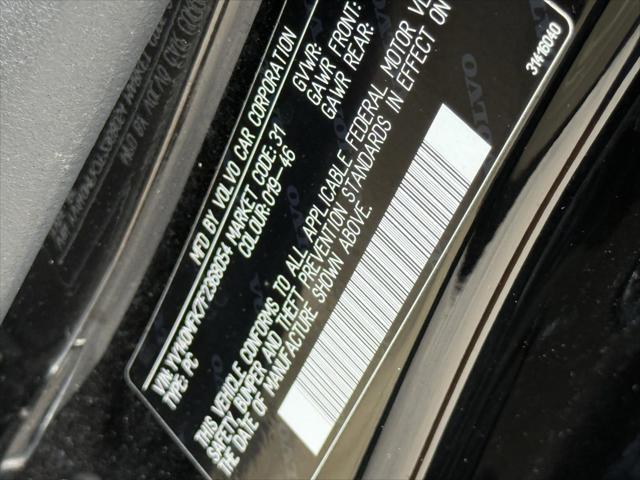 MFD BY: VOLVO CAR CORPORATION
GVWR:
GAWR FRONT:
GAWR REAR:
MARKET CODE: 31
TYPE: FC
COLOUR: 019-46
THIS VEHICLE CONFORMS TO ALL APPLICABLE FEDERAL MOTOR VE
SAFETY, BUMPER AND THEFT PREVENTION STANDARDS IN EFFECT ON
THE DATE OF MANUFACTURE SHOWN ABOVE.
31416040
VOLVO